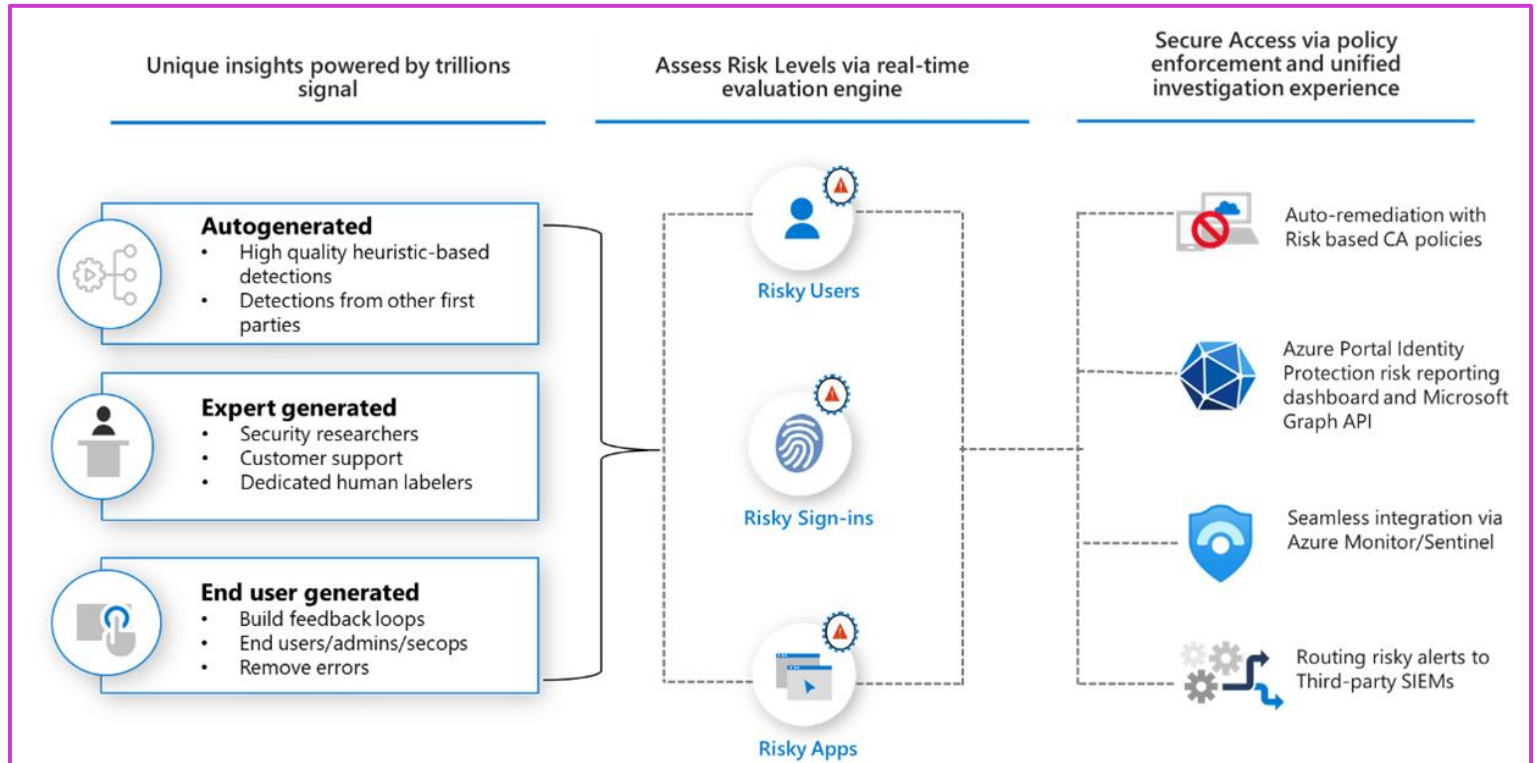 Unique insights powered by trillions
signal
Assess Risk Levels via real-time
evaluation engine
Secure Access via policy
enforcement and unified
investigation experience
Autogenerated
• High quality heuristic-based
detections
• Detections from other first
parties
Expert generated
• Security researchers
• Customer support
• Dedicated human labelers
End user generated
• Build feedback loops
• End users/admins/secops
• Remove errors
Risky Users
Risky Sign-ins
Risky Apps
Auto-remediation with
Risk based CA policies
Azure Portal Identity
Protection risk reporting
dashboard and Microsoft
Graph API
Seamless integration via
Azure Monitor/Sentinel
Routing risky alerts to
Third-party SIEMs